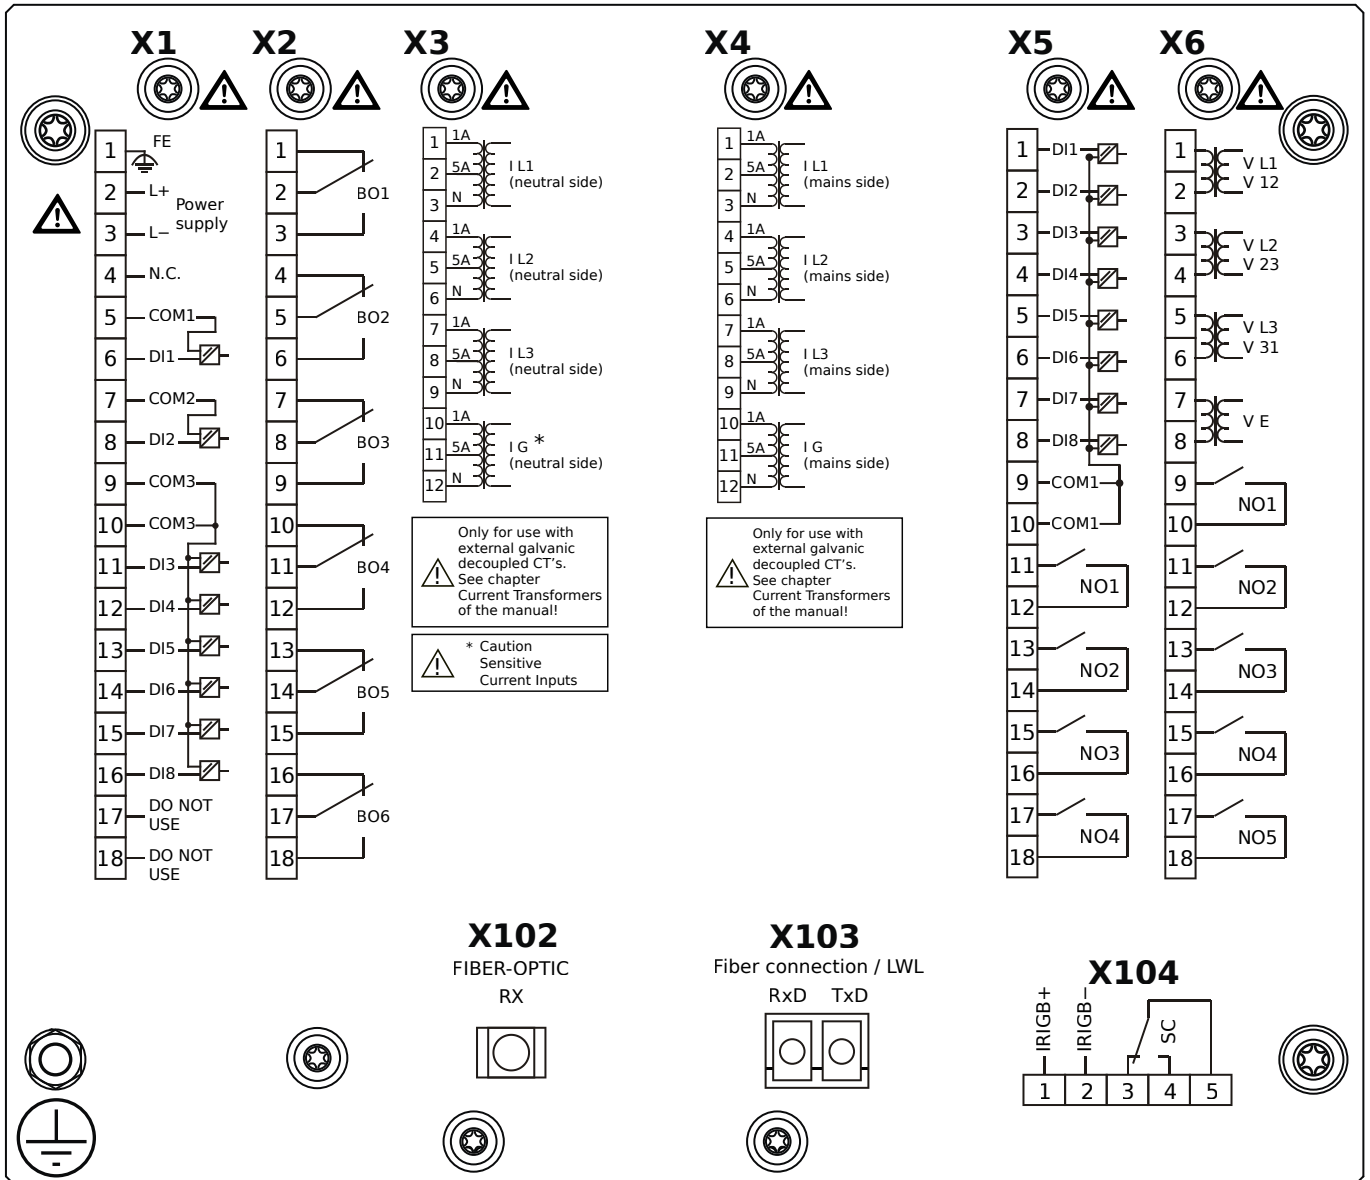 X1 X2 X3 X4 X5 X6
1 FE
2 L+
Power
supply
3 L−
4 N.C.
5 COM1
6 DI1
7 COM2
8 DI2
9 COM3
10 COM3
11 DI3
12 DI4
13 DI5
14 DI6
15 DI7
16 DI8
17 DO NOT
USE
18 DO NOT
USE
1
2 BO1
3
4
5 BO2
6
7
8 BO3
9
10
11 BO4
12
13
14 BO5
15
16
17 BO6
18
1 1A
2 5A I L1
(neutral side)
3 N
4 1A
5 5A I L2
(neutral side)
6 N
7 1A
8 5A I L3
(neutral side)
9 N
10 1A
11 5A I G *
(neutral side)
12 N
Only for use with
external galvanic
decoupled CT’s.
See chapter
Current Transformers
of the manual!
* Caution
Sensitive
Current Inputs
1 1A
2 5A I L1
(mains side)
3 N
4 1A
5 5A I L2
(mains side)
6 N
7 1A
8 5A I L3
(mains side)
9 N
10 1A
11 5A I G
(mains side)
12 N
Only for use with
external galvanic
decoupled CT’s.
See chapter
Current Transformers
of the manual!
1 DI1
2 DI2
3 DI3
4 DI4
5 DI5
6 DI6
7 DI7
8 DI8
9 COM1
10 COM1
11
NO1
12
13
NO2
14
15
NO3
16
17
NO4
18
1 V L1
2 V 12
3 V L2
4 V 23
5 V L3
6 V 31
7
V E
8
9
NO1
10
11
NO2
12
13
NO3
14
15
NO4
16
17
NO5
18
X102
FIBER-OPTIC
RX
X103
Fiber connection / LWL
RxD TxD
X104
IRIGB+
IRIGB−
SC
1 2 3 4 5